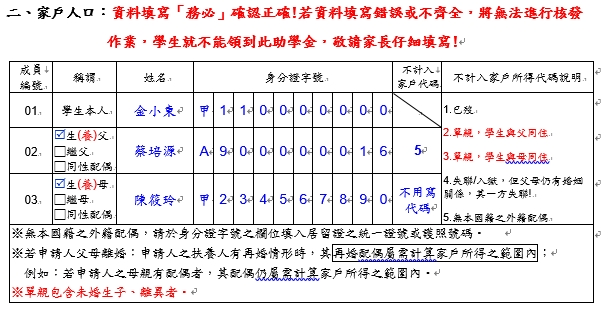 二、家戶人口：資料填寫「務必」確認正確!若資料填寫錯誤或不齊全，將無法進行核發
作業，學生就不能領到此助學金，敬請家長仔細填寫!
成員編號 稱謂 姓名 身分證字號 不計入家戶代碼 不計入家戶所得代碼說明
01 學生本人 金小東 甲 1 1 0 0 0 0 0 0 0
02 ☑生(養)父 □繼父 □同性配偶 蔡培源 A 9 0 0 0 0 0 0 1 6 5
03 ☑生(養)母 □繼母 □同性配偶 陳筱玲 甲 2 3 4 5 6 7 8 9 0 不用寫代碼
1.已歿
2.單親，學生與父同住
3.單親，學生與母同住
4.失聯/入獄，但父母仍有婚姻
關係，其一方失聯!
5.無本國籍之外籍配偶
※無本國籍之外籍配偶，請於身分證字號之欄位填入居留證之統一證號或護照號碼。
※若申請人父母離婚：申請人之扶養人有再婚情形時，其再婚配偶屬需計算家戶所得之範圍內；
例如：若申請人之母親有配偶者，其配偶仍屬需計算家戶所得之範圍內。
※單親包含未婚生子、離異者。